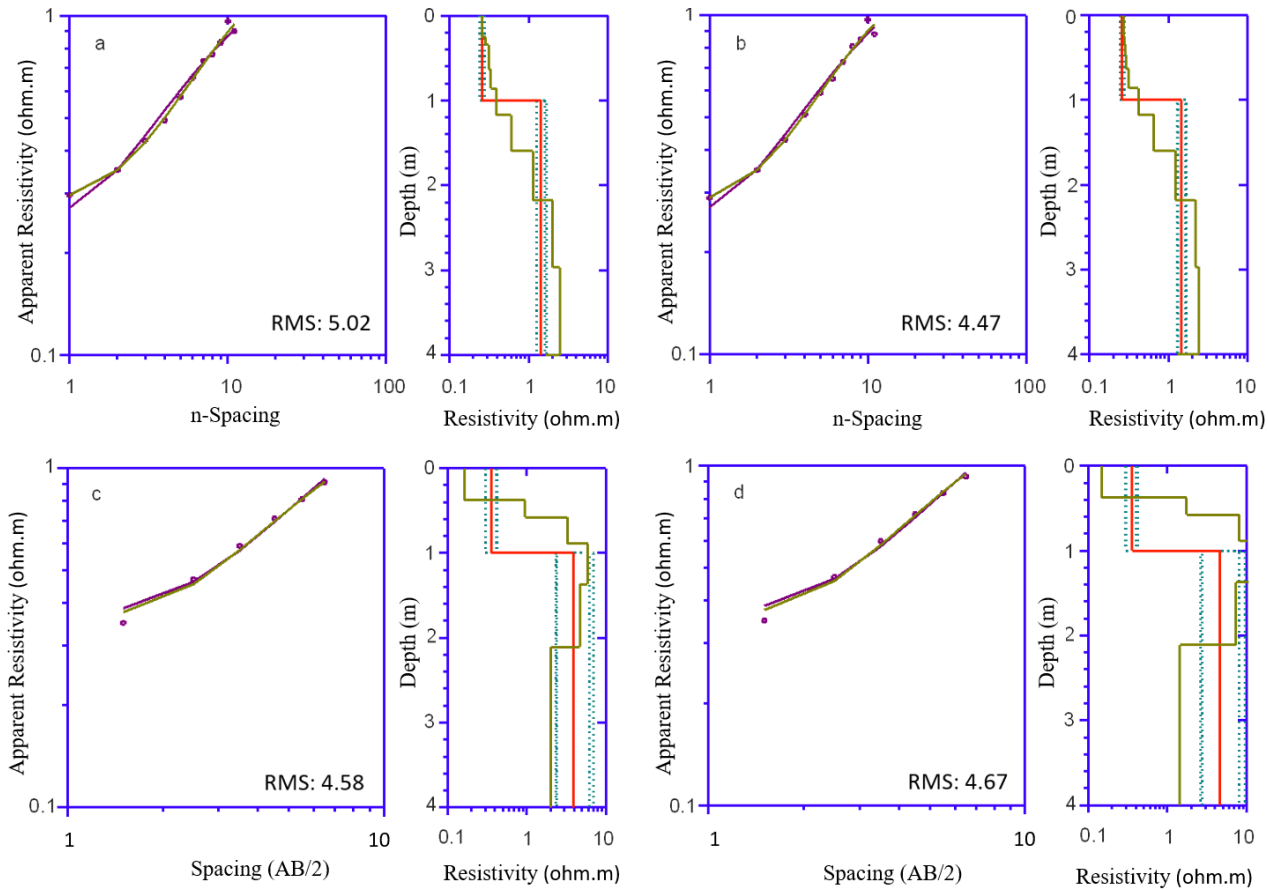 a
Apparent Resistivity (ohm.m)
1
0.1
1
10
100
n-Spacing
RMS: 5.02
Depth (m)
0
1
2
3
4
0.1
1
10
Resistivity (ohm.m)
b
Apparent Resistivity (ohm.m)
1
0.1
1
10
100
n-Spacing
RMS: 4.47
Depth (m)
0
1
2
3
4
0.1
1
10
Resistivity (ohm.m)
c
Apparent Resistivity (ohm.m)
1
0.1
1
10
Spacing (AB/2)
RMS: 4.58
Depth (m)
0
1
2
3
4
0.1
1
10
Resistivity (ohm.m)
d
Apparent Resistivity (ohm.m)
1
0.1
1
10
Spacing (AB/2)
RMS: 4.67
Depth (m)
0
1
2
3
4
0.1
1
10
Resistivity (ohm.m)